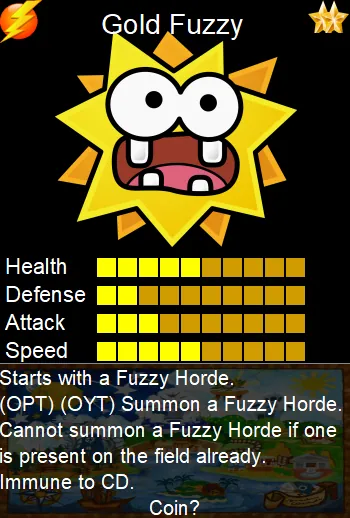 Gold Fuzzy
Health
Defense
Attack
Speed
Starts with a Fuzzy Horde.
(OPT) (OYT) Summon a Fuzzy Horde.
Cannot summon a Fuzzy Horde if one
is present on the field already.
Immune to CD.
Coin?